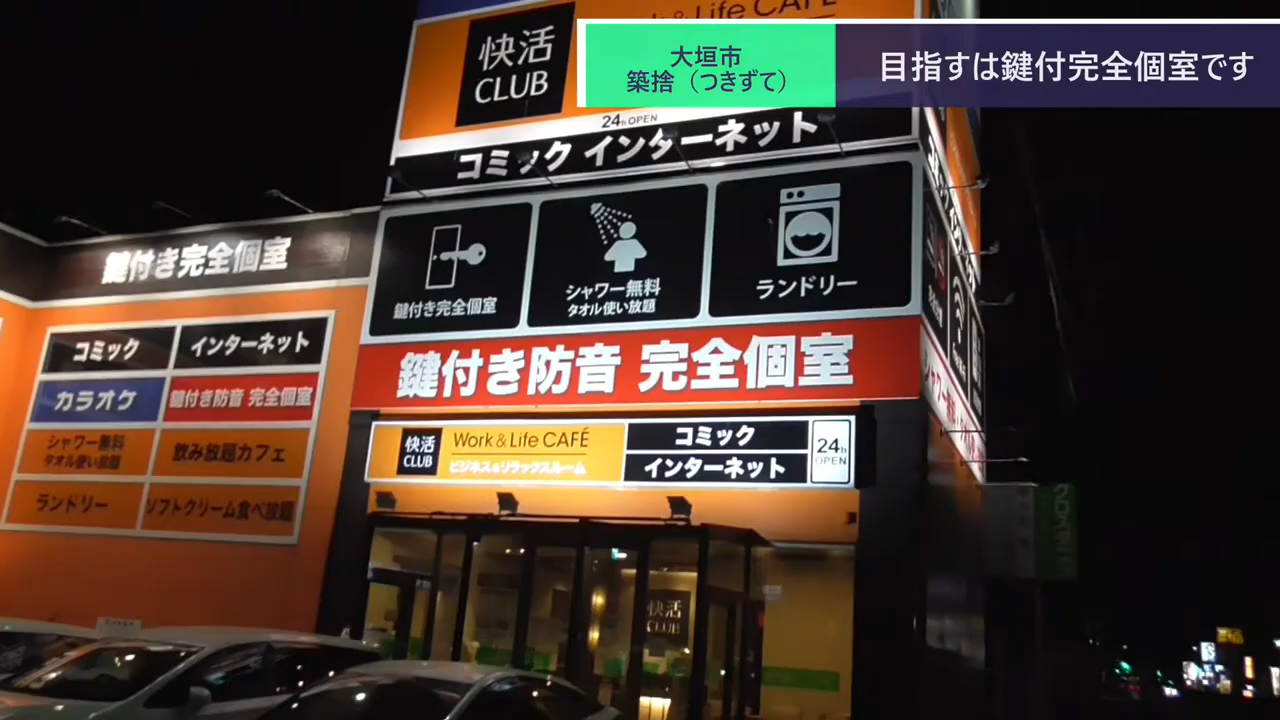 大垣市
築捨（つきずて）
目指すは鍵付完全個室です
快活
CLUB
Work & Life CAFÉ
24h OPEN
コミック インターネット
鍵付き完全個室
シャワー無料
タオル使い放題
ランドリー
鍵付き防音 完全個室
快活
CLUB
Work & Life CAFÉ
ビジネス&リラックスルーム
コミック
インターネット
24h
OPEN
鍵付き完全個室
コミック
インターネット
カラオケ
鍵付き防音 完全個室
シャワー無料
タオル使い放題
飲み放題カフェ
ランドリー
ソフトクリーム食べ放題
快活
CLUB